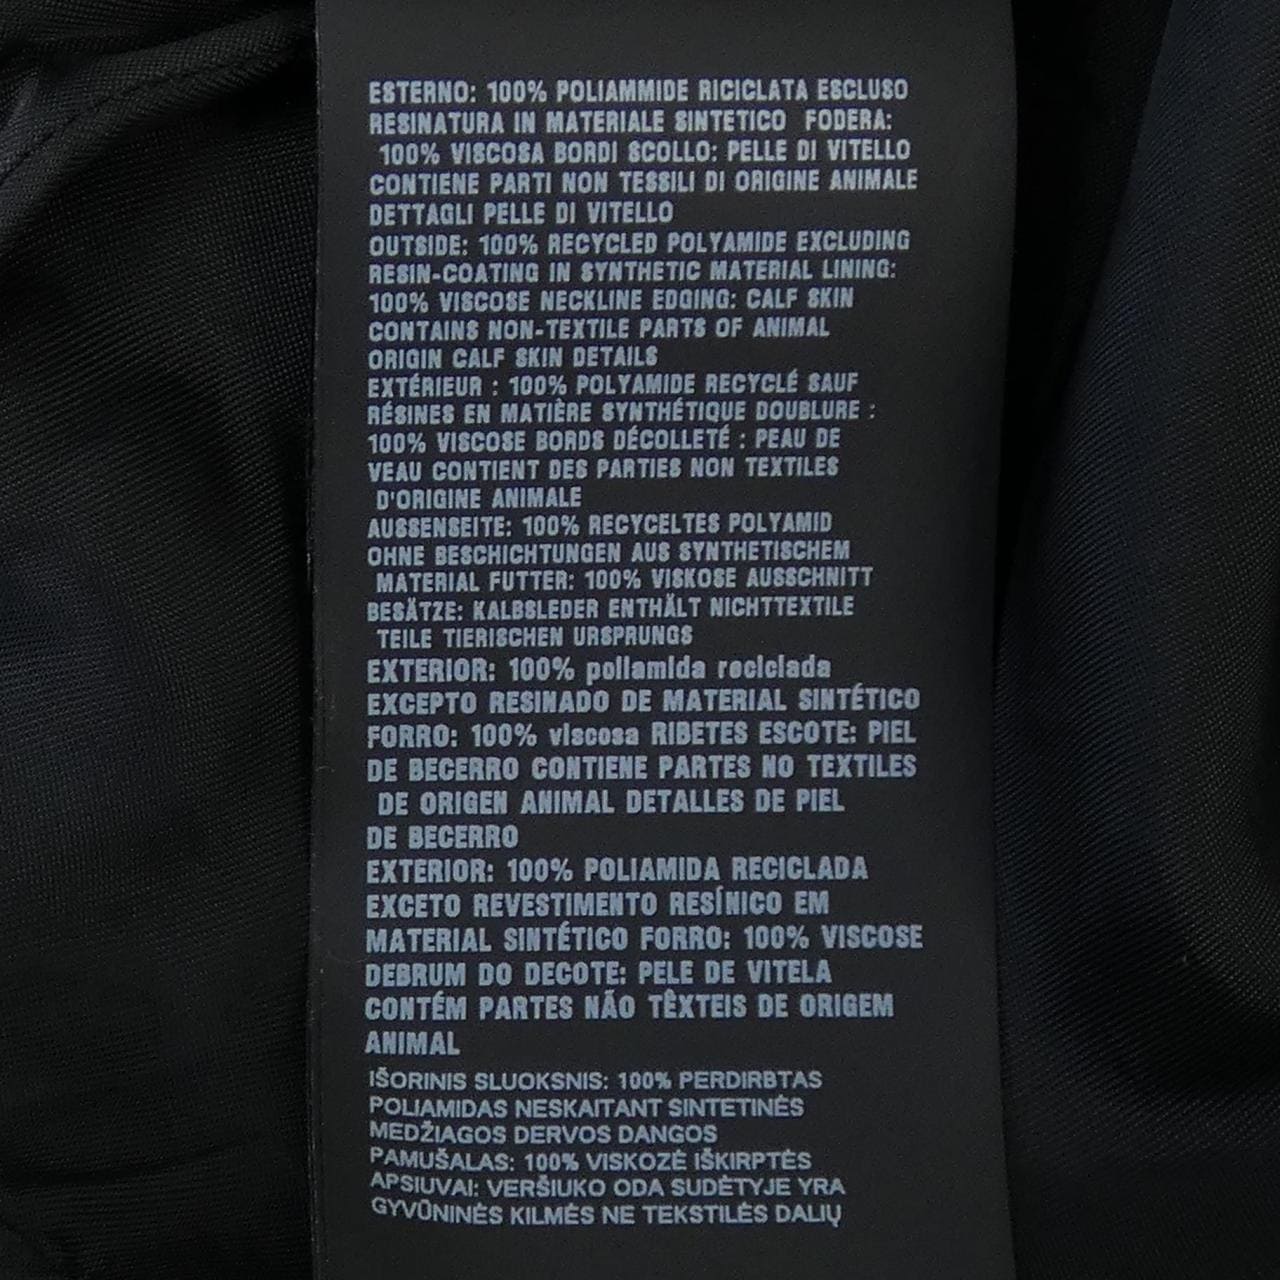 ESTERNO: 100% POLIAMMIDE RICICLATA ESCLUSO
RESINATURA IN MATERIALE SINTETICO FODERA:
100% VISCOSA BORDI SCOLLO: PELLE DI VITELLO
CONTIENE PARTI NON TESSILI DI ORIGINE ANIMALE
DETTAGLI PELLE DI VITELLO
OUTSIDE: 100% RECYCLED POLYAMIDE EXCLUDING
RESIN-COATING IN SYNTHETIC MATERIAL LINING:
100% VISCOSE NECKLINE EDGING: CALF SKIN
CONTAINS NON-TEXTILE PARTS OF ANIMAL
ORIGIN CALF SKIN DETAILS
EXTÉRIEUR : 100% POLYAMIDE RECYCLÉ SAUF
RÉSINES EN MATIÈRE SYNTHÉTIQUE DOUBLURE :
100% VISCOSE BORDS DÉCOLLETÉ : PEAU DE
VEAU CONTIENT DES PARTIES NON TEXTILES
D'ORIGINE ANIMALE
AUSSENSEITE: 100% RECYCELTES POLYAMID
OHNE BESCHICHTUNGEN AUS SYNTHETISCHEM
MATERIAL FUTTER: 100% VISKOSE AUSSCHNITT
BESÄTZE: KALBSLEDER ENTHÄLT NICHTTEXTILE
TEILE TIERISCHEN URSPRUNGS
EXTERIOR: 100% poliamida reciclada
EXCEPTO RESINADO DE MATERIAL SINTÉTICO
FORRO: 100% viscosa RIBETES ESCOTE: PIEL
DE BECERRO CONTIENE PARTES NO TEXTILES
DE ORIGEN ANIMAL DETALLES DE PIEL
DE BECERRO
EXTERIOR: 100% POLIAMIDA RECICLADA
EXCETO REVESTIMENTO RESÍNICO EM
MATERIAL SINTÉTICO FORRO: 100% VISCOSE
DEBRUM DO DECOTE: PELE DE VITELA
CONTÉM PARTES NÃO TÊXTEIS DE ORIGEM
ANIMAL
IŠORINIS SLUOKSNIS: 100% PERDIRBTAS
POLIAMIDAS NESKAITANT SINTETINĖS
MEDŽIAGOS DERVOS DANGOS
PAMUŠALAS: 100% VISKOZĖ IŠKIRPTĖS
APSIUVAI: VERŠIUKO ODA SUDĖTYJE YRA
GYVŪNINĖS KILMĖS NE TEKSTILĖS DALIŲ